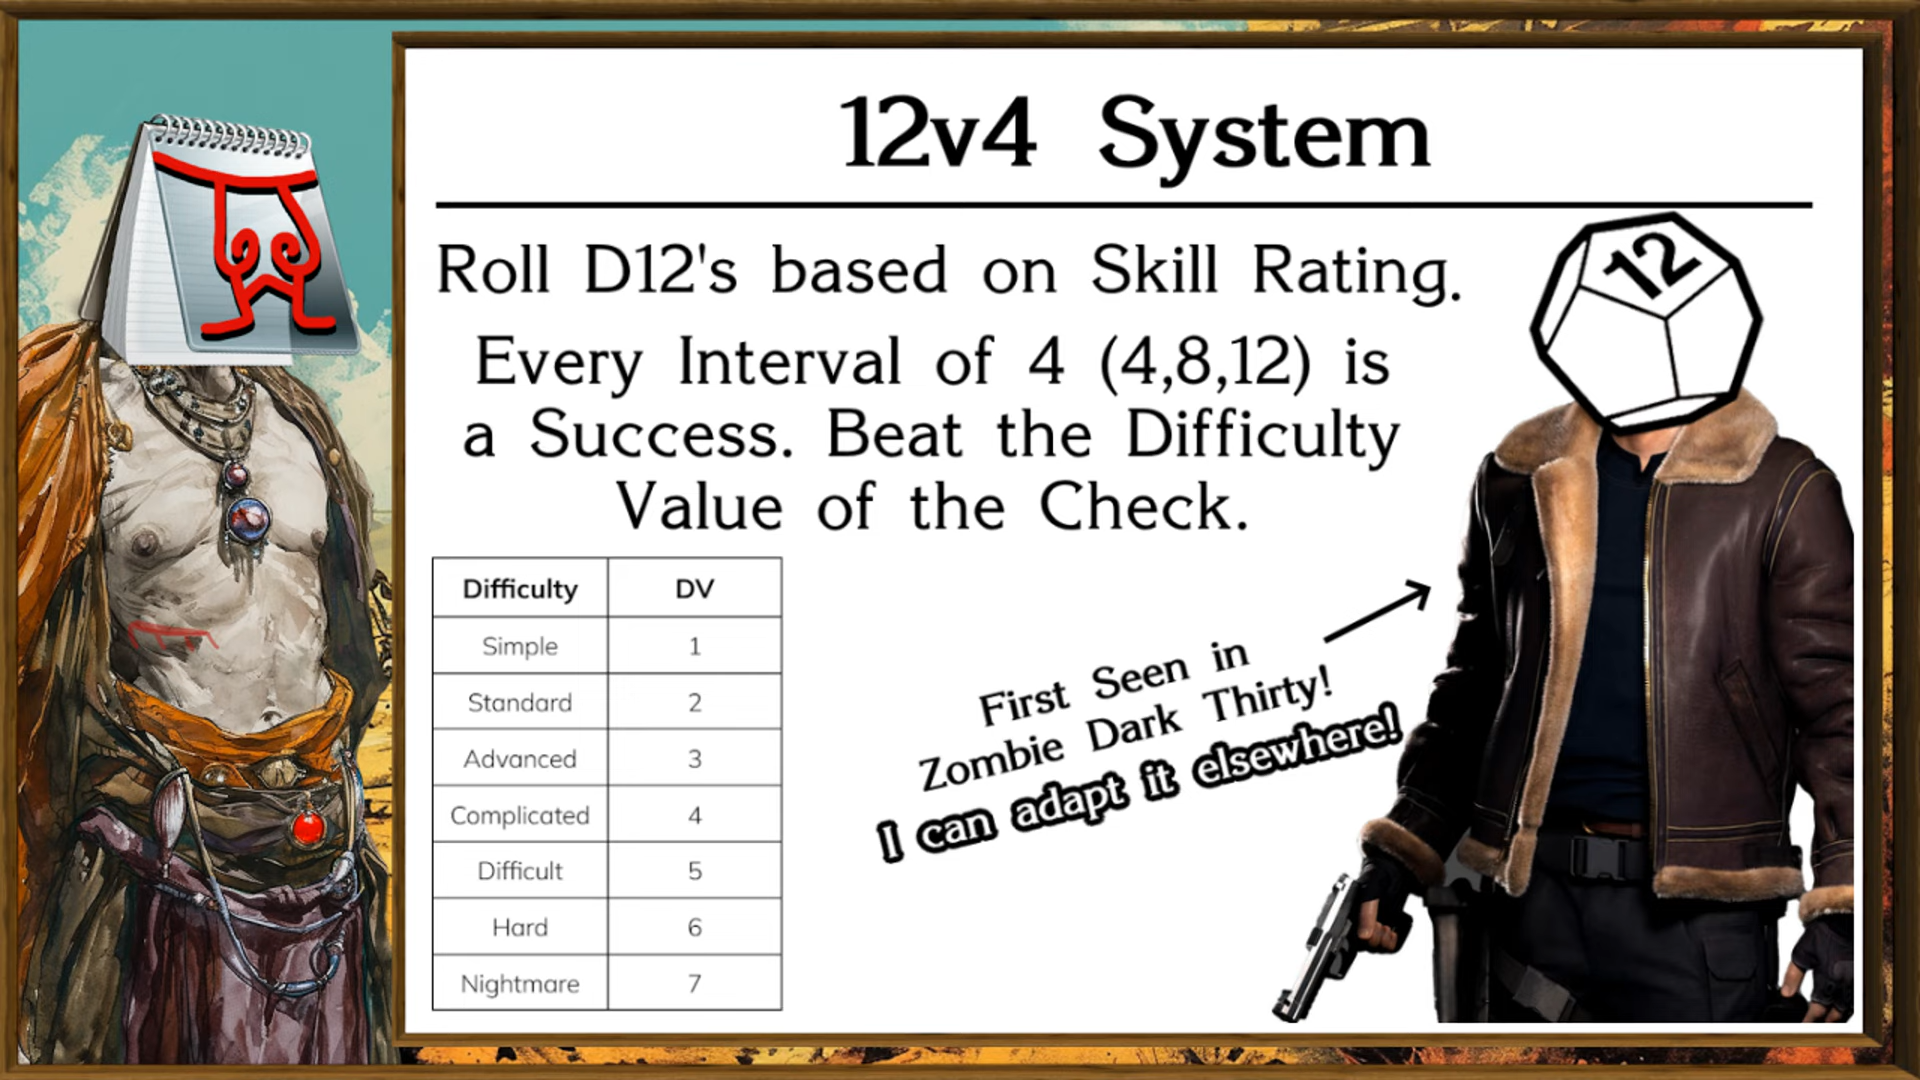 12v4 System
Roll D12's based on Skill Rating.
Every Interval of 4 (4,8,12) is
a Success. Beat the Difficulty
Value of the Check.
12
Difficulty DV
Simple 1
Standard 2
Advanced 3
Complicated 4
Difficult 5
Hard 6
Nightmare 7
First Seen in
Zombie Dark Thirty!
I can adapt it elsewhere!